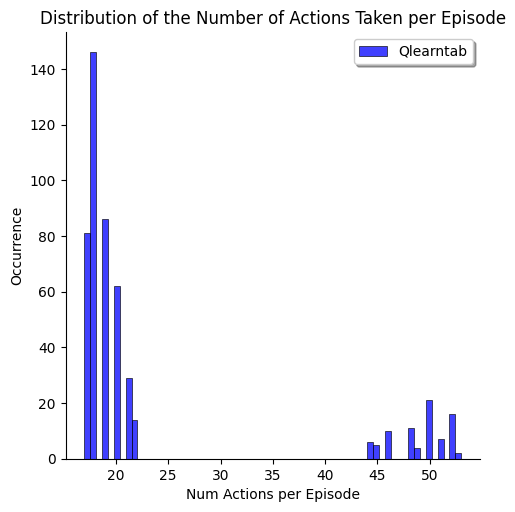 Distribution of the Number of Actions Taken per Episode
Qlearntab
140
120
100
80
60
40
20
0
Occurrence
20 25 30 35 40 45 50
Num Actions per Episode